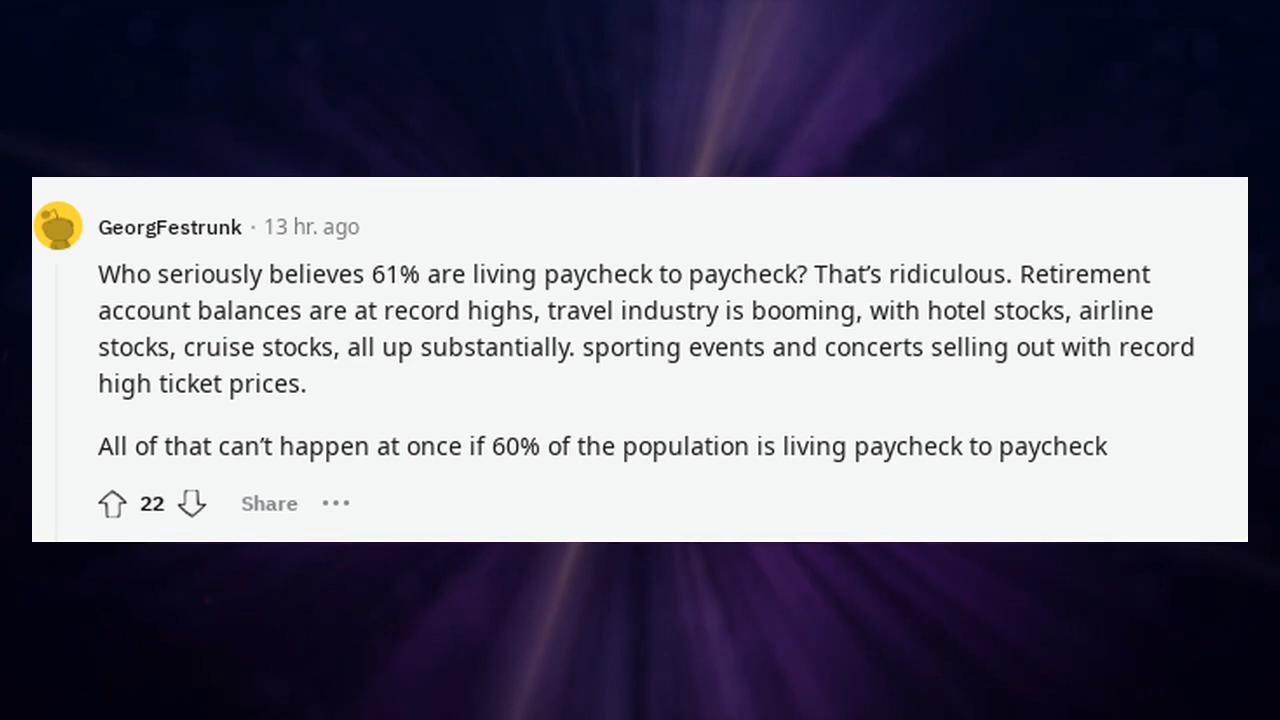 GeorgFestrunk · 13 hr. ago
Who seriously believes 61% are living paycheck to paycheck? That’s ridiculous. Retirement
account balances are at record highs, travel industry is booming, with hotel stocks, airline
stocks, cruise stocks, all up substantially. sporting events and concerts selling out with record
high ticket prices.
All of that can’t happen at once if 60% of the population is living paycheck to paycheck
22 Share ···